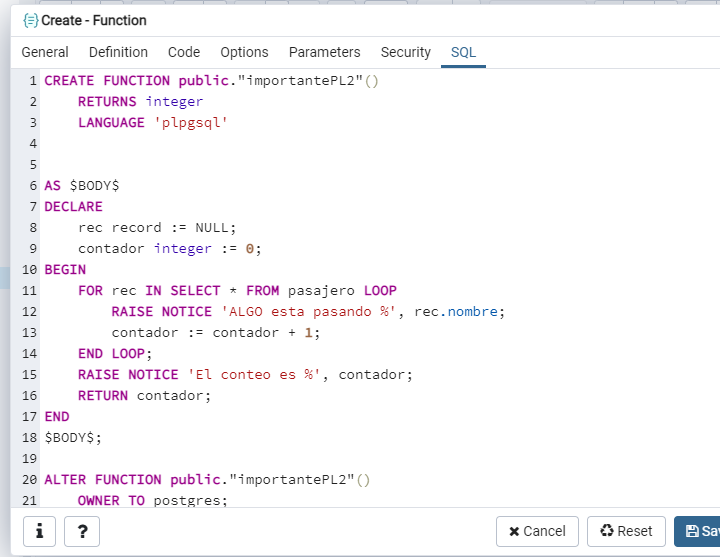 Create - Function
General Definition Code Options Parameters Security SQL
1 CREATE FUNCTION public."importantePL2"()
2 RETURNS integer
3 LANGUAGE 'plpgsql'
4
5
6 AS $BODY$
7 DECLARE
8 rec record := NULL;
9 contador integer := 0;
10 BEGIN
11 FOR rec IN SELECT * FROM pasajero LOOP
12 RAISE NOTICE 'ALGO esta pasando %', rec.nombre;
13 contador := contador + 1;
14 END LOOP;
15 RAISE NOTICE 'El conteo es %', contador;
16 RETURN contador;
17 END
18 $BODY$;
19
20 ALTER FUNCTION public."importantePL2"()
21 OWNER TO postgres;
i ? Cancel Reset Sav